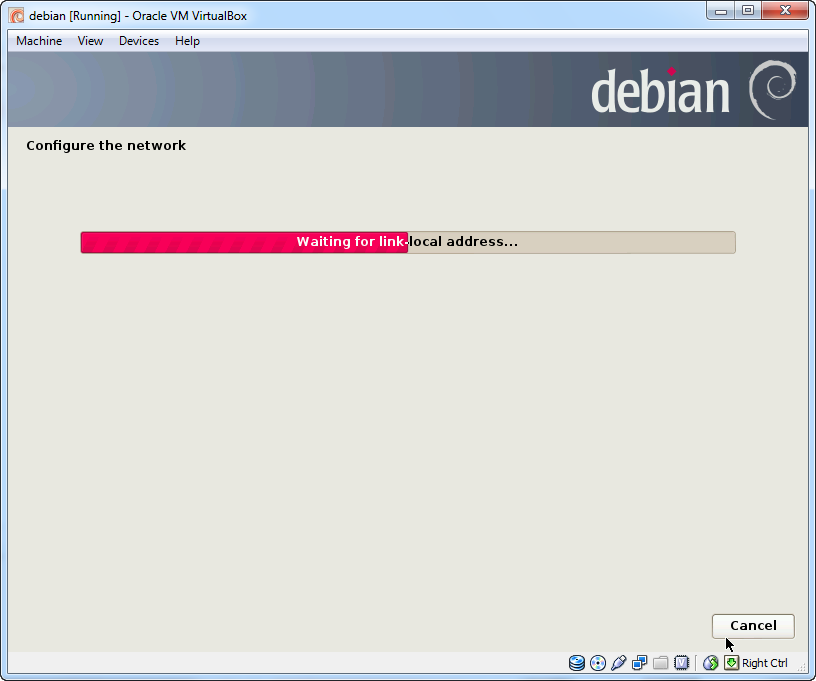 debian [Running] - Oracle VM VirtualBox
Machine View Devices Help
debian
Configure the network
Waiting for link-local address...
Cancel
Right Ctrl